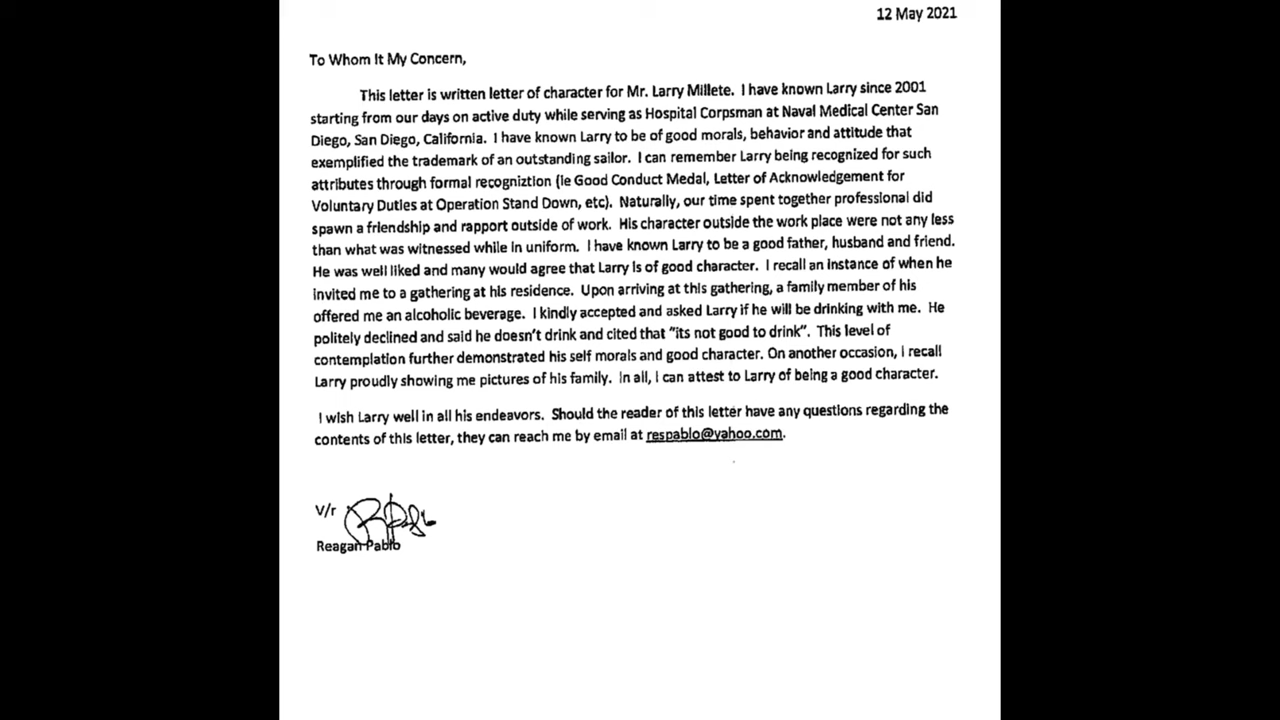 12 May 2021
To Whom It My Concern,
This letter is written letter of character for Mr. Larry Millete. I have known Larry since 2001
starting from our days on active duty while serving as Hospital Corpsman at Naval Medical Center San
Diego, San Diego, California. I have known Larry to be of good morals, behavior and attitude that
exemplified the trademark of an outstanding sailor. I can remember Larry being recognized for such
attributes through formal recogniztion (ie Good Conduct Medal, Letter of Acknowledgement for
Voluntary Duties at Operation Stand Down, etc). Naturally, our time spent together professional did
spawn a friendship and rapport outside of work. His character outside the work place were not any less
than what was witnessed while in uniform. I have known Larry to be a good father, husband and friend.
He was well liked and many would agree that Larry is of good character. I recall an instance of when he
invited me to a gathering at his residence. Upon arriving at this gathering, a family member of his
offered me an alcoholic beverage. I kindly accepted and asked Larry if he will be drinking with me. He
politely declined and said he doesn't drink and cited that "its not good to drink". This level of
contemplation further demonstrated his self morals and good character. On another occasion, I recall
Larry proudly showing me pictures of his family. In all, I can attest to Larry of being a good character.
I wish Larry well in all his endeavors. Should the reader of this letter have any questions regarding the
contents of this letter, they can reach me by email at respablo@yahoo.com.
V/r
Reagan Pablo